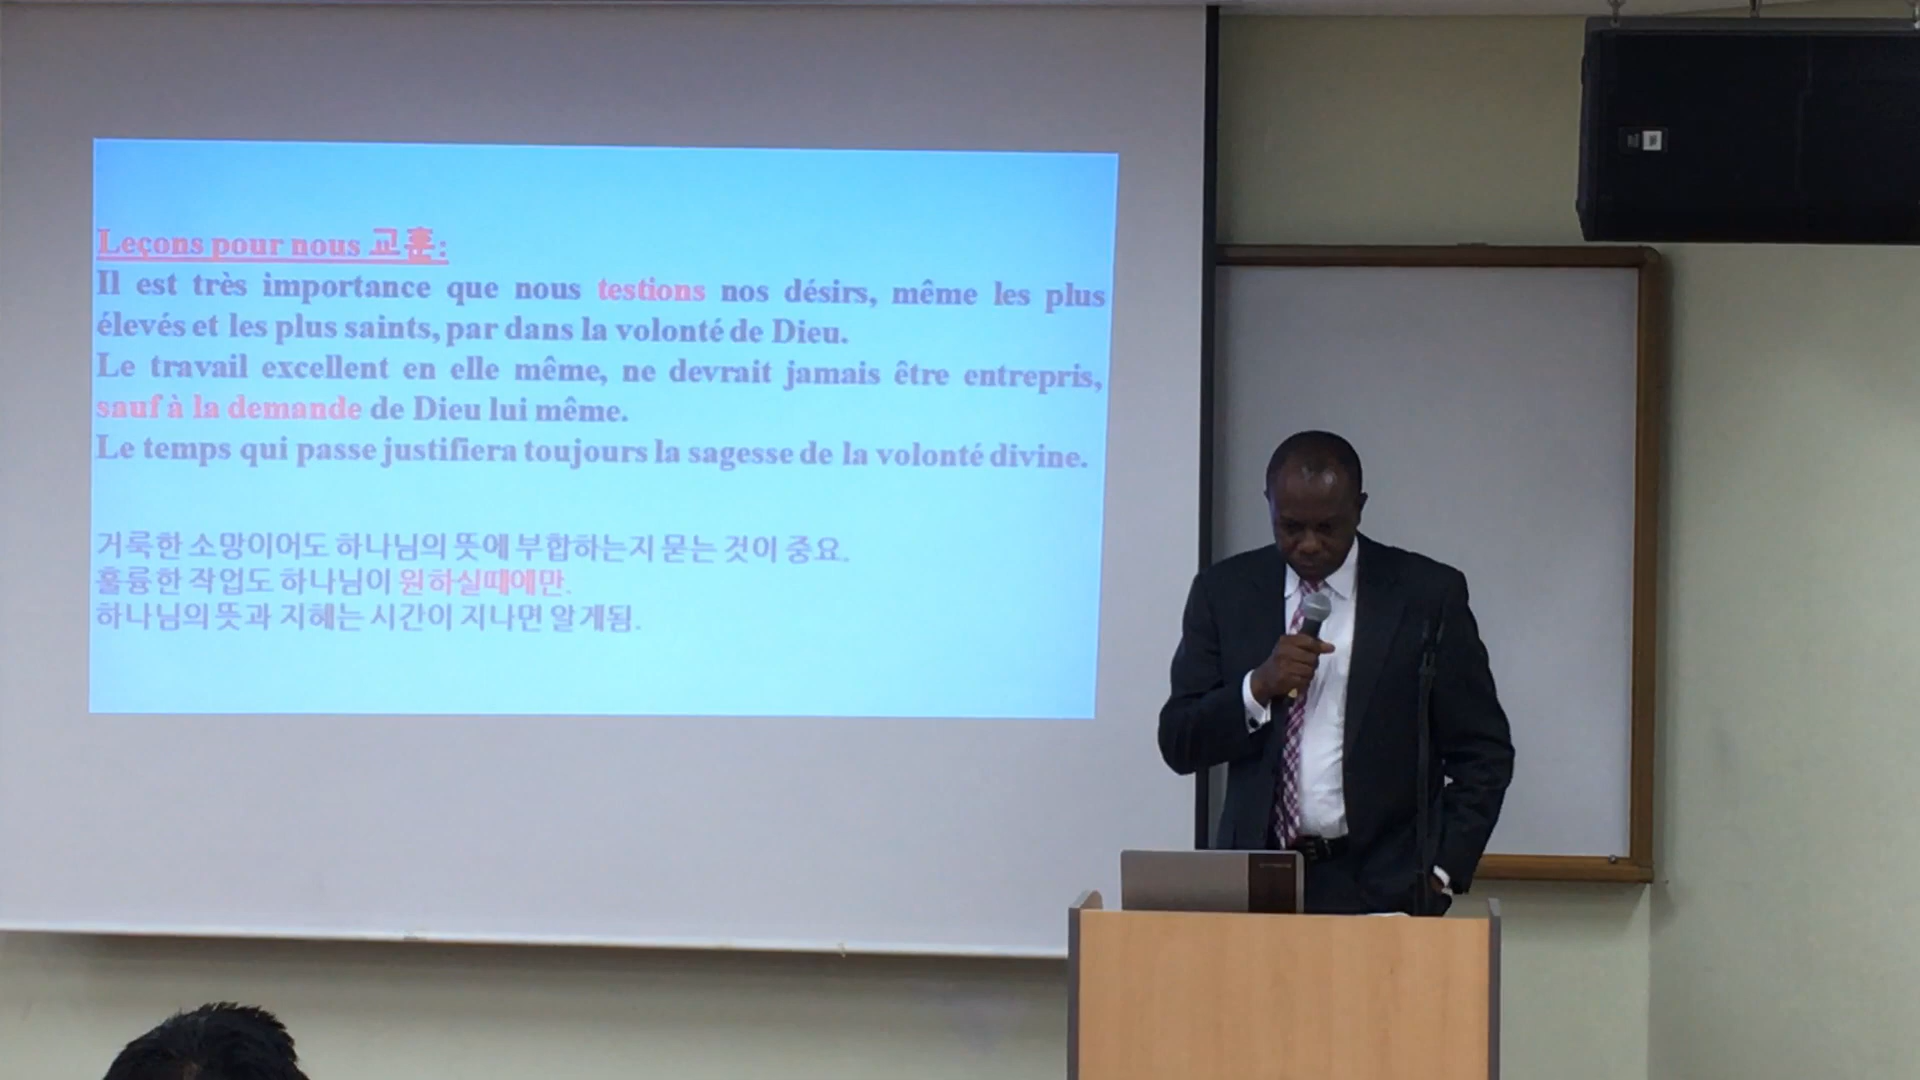 Leçons pour nous 교훈:
Il est très importance que nous testions nos désirs, même les plus
élevés et les plus saints, par dans la volonté de Dieu.
Le travail excellent en elle même, ne devrait jamais être entrepris,
sauf à la demande de Dieu lui même.
Le temps qui passe justifiera toujours la sagesse de la volonté divine.
거룩한 소망이어도 하나님의 뜻에 부합하는지 묻는 것이 중요.
훌륭한 작업도 하나님이 원하실때에만.
하나님의 뜻과 지혜는 시간이 지나면 알게됨.